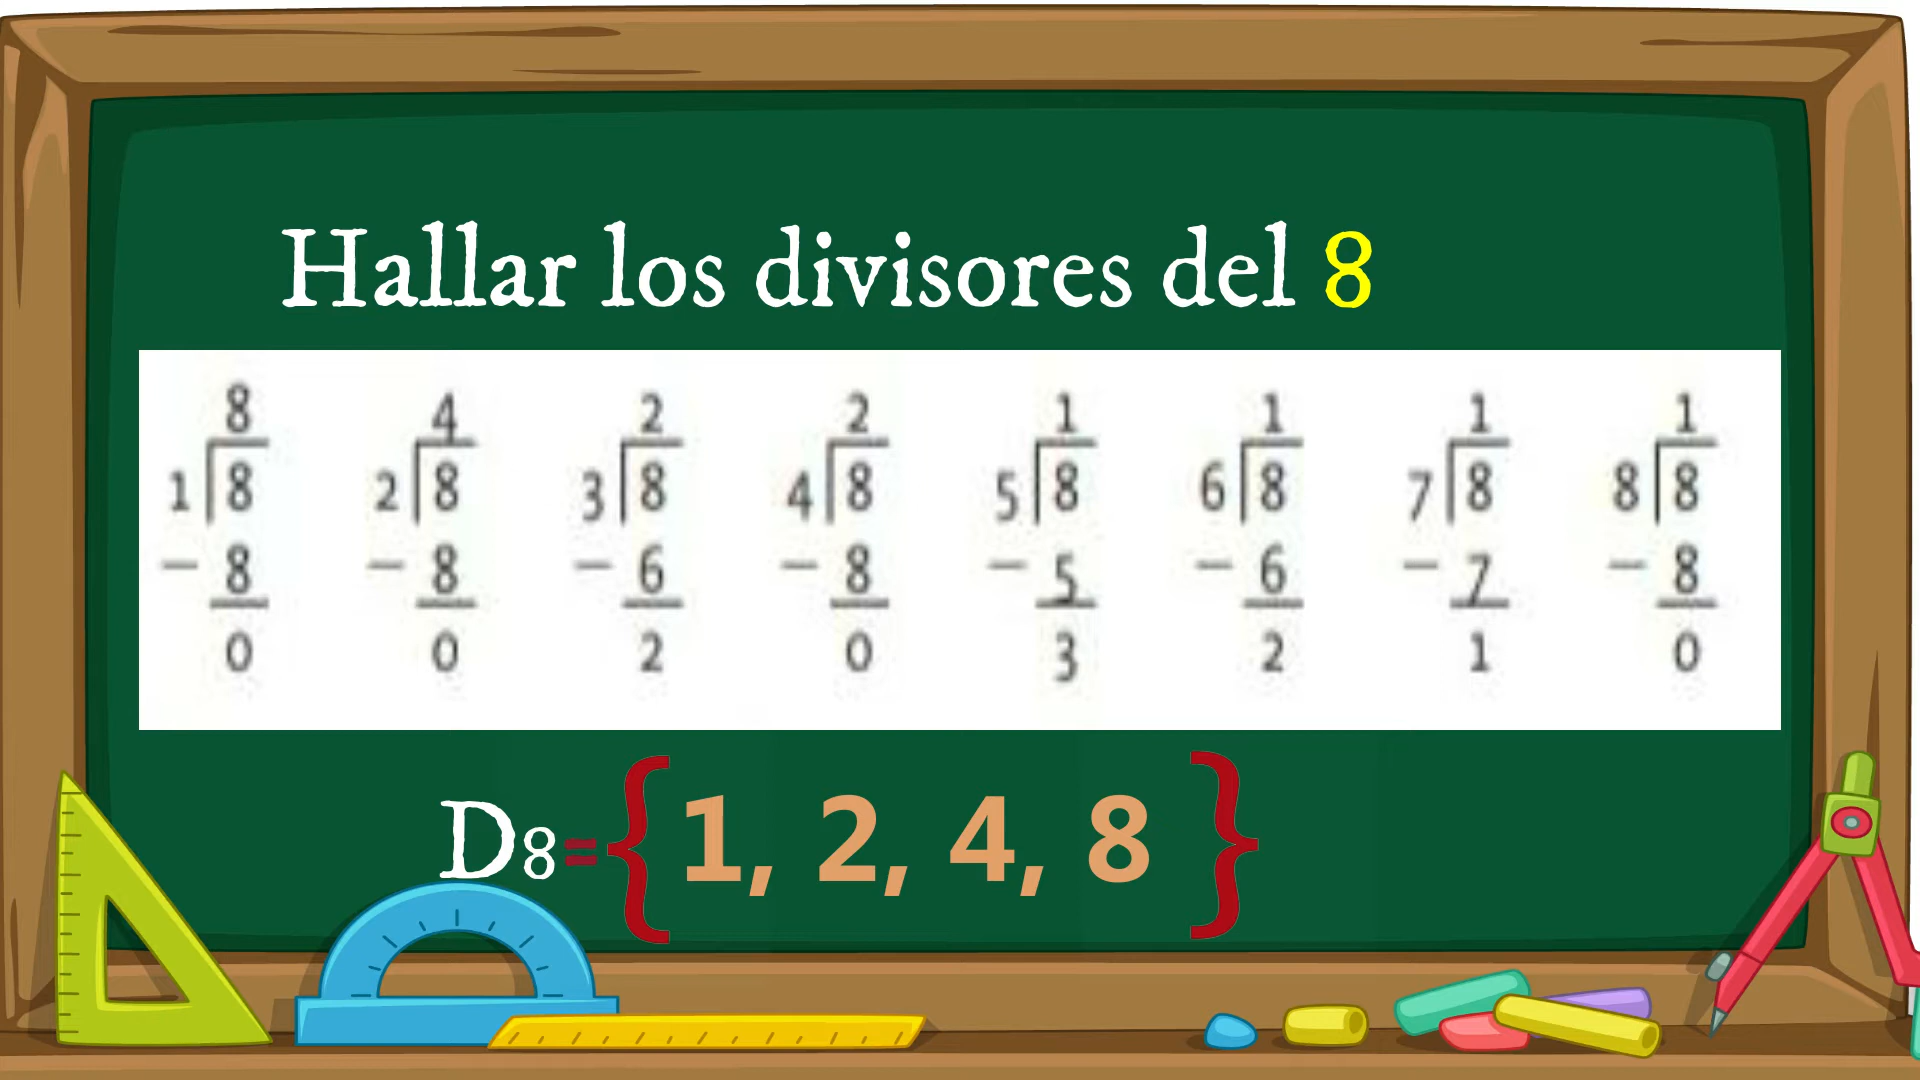 Hallar los divisores del 8
8 4 2 2 1 1 1 1
1 8 2 8 3 8 4 8 5 8 6 8 7 8 8 8
− 8 − 8 − 6 − 8 − 5 − 6 − 7 − 8
0 0 2 0 3 2 1 0
D8={ 1, 2, 4, 8 }